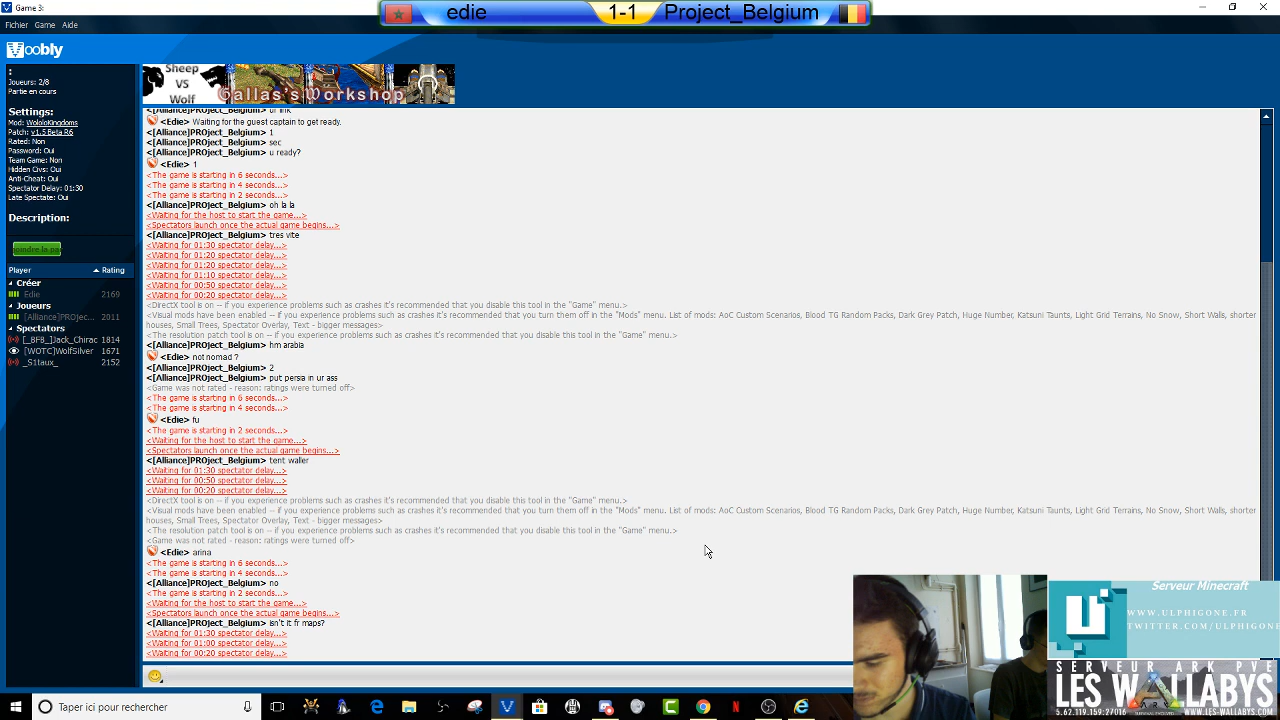 Game 3:
edie 1-1 Project_Belgium
Fichier Game Aide
Voobly
:
Joueurs: 2/8
Partie en cours
Settings:
Mod: WololoKingdoms
Patch: v1.5 Beta R6
Rated: Non
Password: Oui
Team Game: Non
Hidden Civs: Oui
Anti-Cheat: Oui
Spectator Delay: 01:30
Late Spectate: Oui
Description:
Player Rating
Créer
Edie 2169
Joueurs
[Alliance]PROjec... 2011
Spectators
[_BFB_]Jack_Chirac 1814
[WOTC]WolfSilver 1671
_S1taux_ 2152
Sheep
VS
Wolf
Gallas's Workshop
<[Alliance]PROject_Belgium> ur link
<Edie> Waiting for the guest captain to get ready.
<[Alliance]PROject_Belgium> 1
<[Alliance]PROject_Belgium> sec
<[Alliance]PROject_Belgium> u ready?
<Edie> 1
<The game is starting in 6 seconds...>
<The game is starting in 4 seconds...>
<The game is starting in 2 seconds...>
<[Alliance]PROject_Belgium> oh la la
<Waiting for the host to start the game...>
<Spectators launch once the actual game begins...>
<[Alliance]PROject_Belgium> tres vite
<Waiting for 01:30 spectator delay...>
<Waiting for 01:20 spectator delay...>
<Waiting for 01:20 spectator delay...>
<Waiting for 01:10 spectator delay...>
<Waiting for 00:50 spectator delay...>
<Waiting for 00:20 spectator delay...>
<DirectX tool is on -- if you experience problems such as crashes it's recommended that you disable this tool in the "Game" menu.>
<Visual mods have been enabled -- if you experience problems such as crashes it's recommended that you turn them off in the "Mods" menu. List of mods: AoC Custom Scenarios, Blood TG Random Packs, Dark Grey Patch, Huge Number, Katsuni Taunts, Light Grid Terrains, No Snow, Short Walls, shorter
houses, Small Trees, Spectator Overlay, Text - bigger messages>
<The resolution patch tool is on -- if you experience problems such as crashes it's recommended that you disable this tool in the "Game" menu.>
<[Alliance]PROject_Belgium> hm arabia
<Edie> not nomad ?
<[Alliance]PROject_Belgium> 2
<[Alliance]PROject_Belgium> put persia in ur ass
<Game was not rated - reason: ratings were turned off>
<The game is starting in 6 seconds...>
<The game is starting in 4 seconds...>
<Edie> fu
<The game is starting in 2 seconds...>
<Waiting for the host to start the game...>
<Spectators launch once the actual game begins...>
<[Alliance]PROject_Belgium> tent waller
<Waiting for 01:30 spectator delay...>
<Waiting for 00:50 spectator delay...>
<Waiting for 00:20 spectator delay...>
<DirectX tool is on -- if you experience problems such as crashes it's recommended that you disable this tool in the "Game" menu.>
<Visual mods have been enabled -- if you experience problems such as crashes it's recommended that you turn them off in the "Mods" menu. List of mods: AoC Custom Scenarios, Blood TG Random Packs, Dark Grey Patch, Huge Number, Katsuni Taunts, Light Grid Terrains, No Snow, Short Walls, shorter
houses, Small Trees, Spectator Overlay, Text - bigger messages>
<The resolution patch tool is on -- if you experience problems such as crashes it's recommended that you disable this tool in the "Game" menu.>
<Game was not rated - reason: ratings were turned off>
<Edie> arina
<The game is starting in 6 seconds...>
<The game is starting in 4 seconds...>
<[Alliance]PROject_Belgium> no
<The game is starting in 2 seconds...>
<Waiting for the host to start the game...>
<Spectators launch once the actual game begins...>
<[Alliance]PROject_Belgium> isn't it fr maps?
<Waiting for 01:30 spectator delay...>
<Waiting for 01:00 spectator delay...>
<Waiting for 00:20 spectator delay...>
Serveur Minecraft
WWW.ULPHIGONE.FR
TWITTER.COM/ULPHIGONE
SERVEUR ARK PVE
LES WALLABYS
5.62.119.159:27016
Taper ici pour rechercher